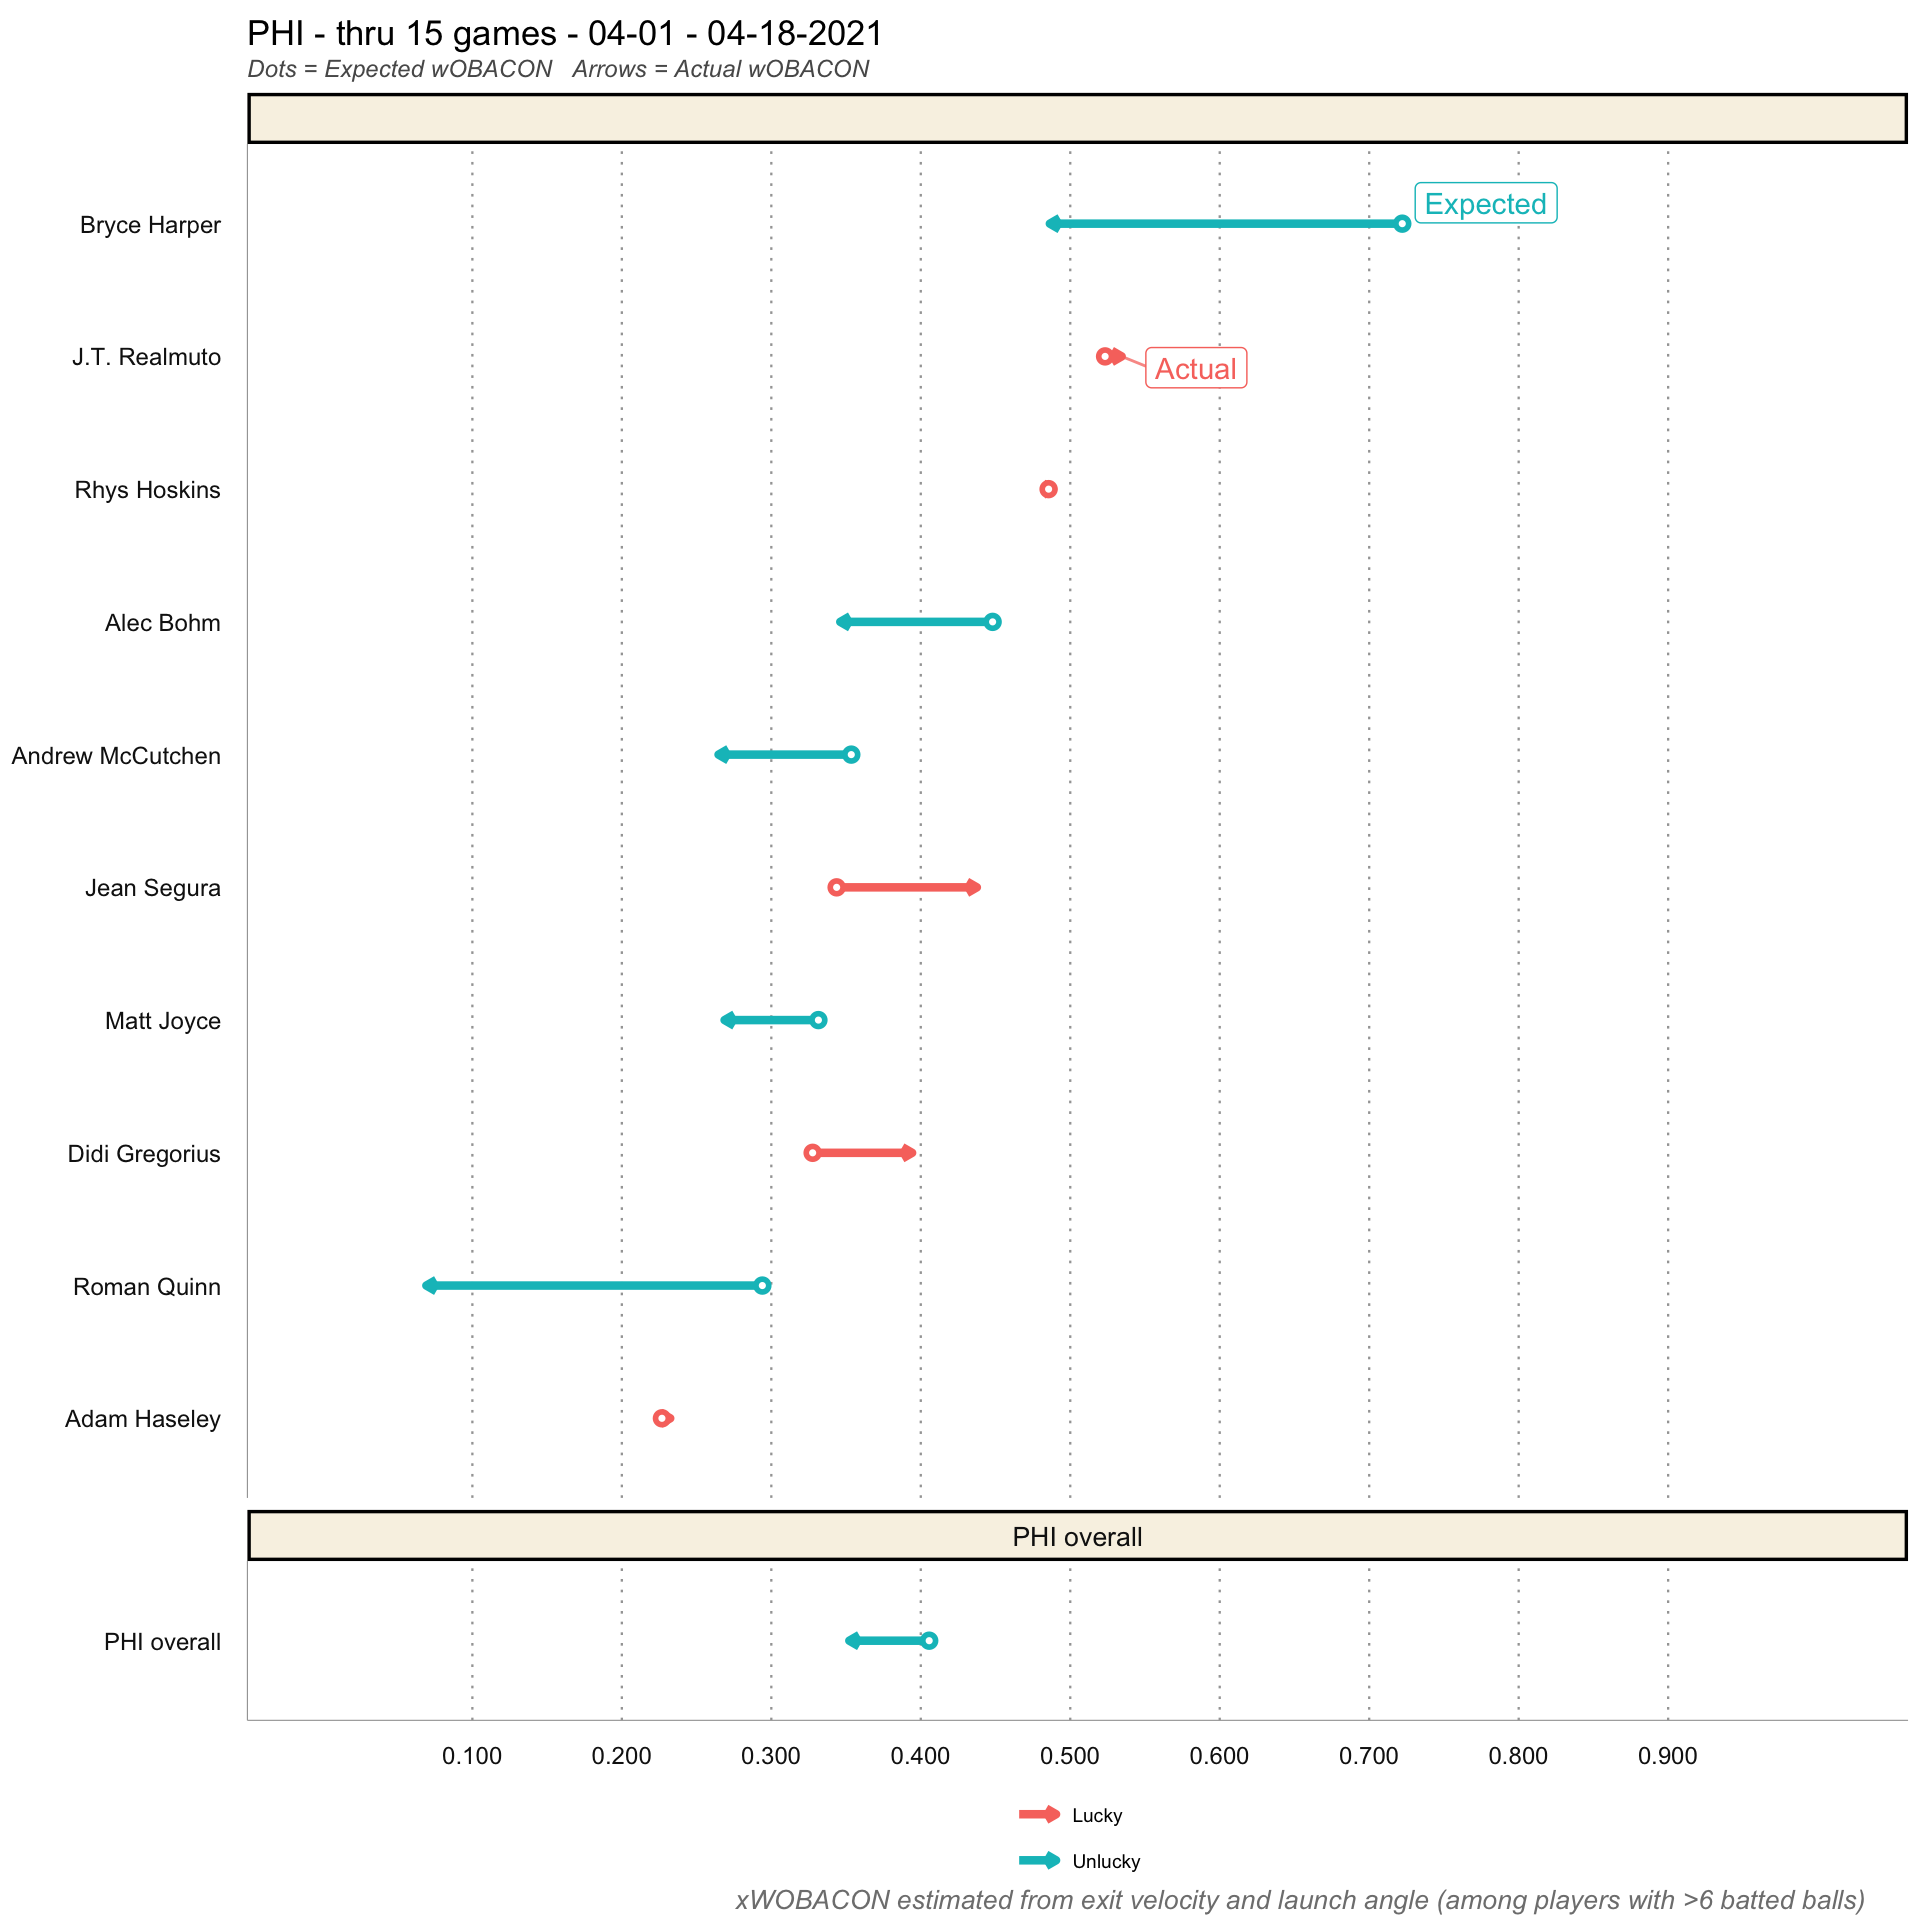 PHI - thru 15 games - 04-01 - 04-18-2021
Dots = Expected wOBACON   Arrows = Actual wOBACON
Bryce Harper
Expected
J.T. Realmuto
Actual
Rhys Hoskins
Alec Bohm
Andrew McCutchen
Jean Segura
Matt Joyce
Didi Gregorius
Roman Quinn
Adam Haseley
PHI overall
PHI overall
0.100 0.200 0.300 0.400 0.500 0.600 0.700 0.800 0.900
Lucky
Unlucky
xWOBACON estimated from exit velocity and launch angle (among players with >6 batted balls)